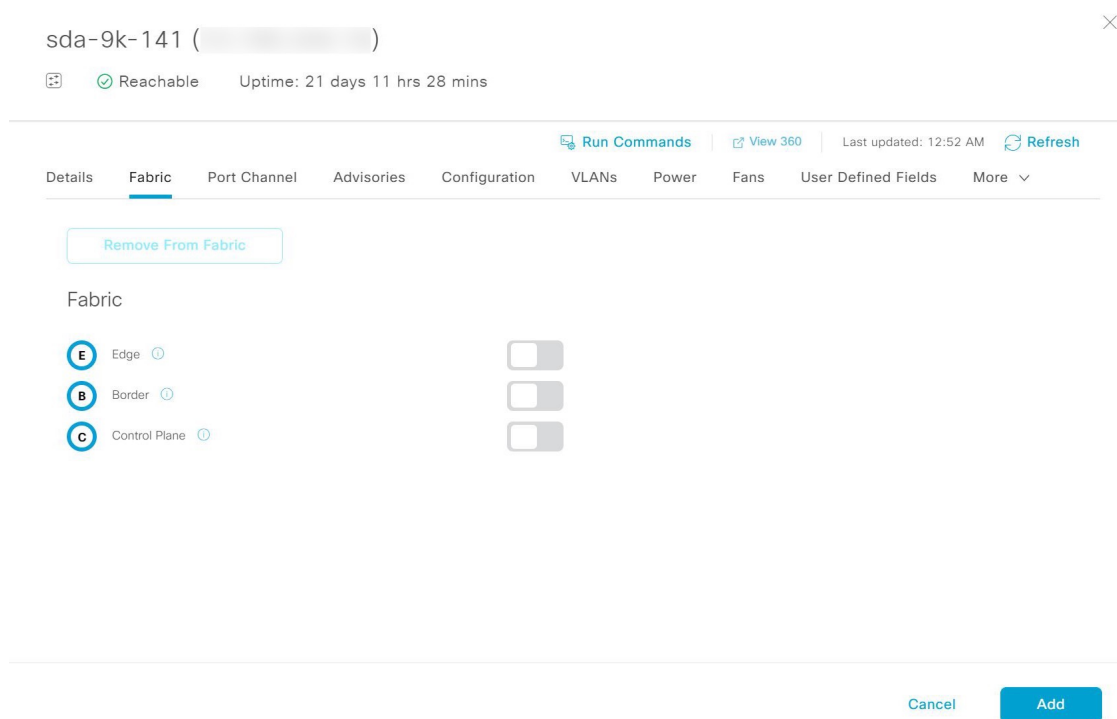 sda-9k-141 ( )
Reachable Uptime: 21 days 11 hrs 28 mins
Run Commands View 360 Last updated: 12:52 AM Refresh
Details Fabric Port Channel Advisories Configuration VLANs Power Fans User Defined Fields More
Remove From Fabric
Fabric
E Edge
B Border
C Control Plane
Cancel Add